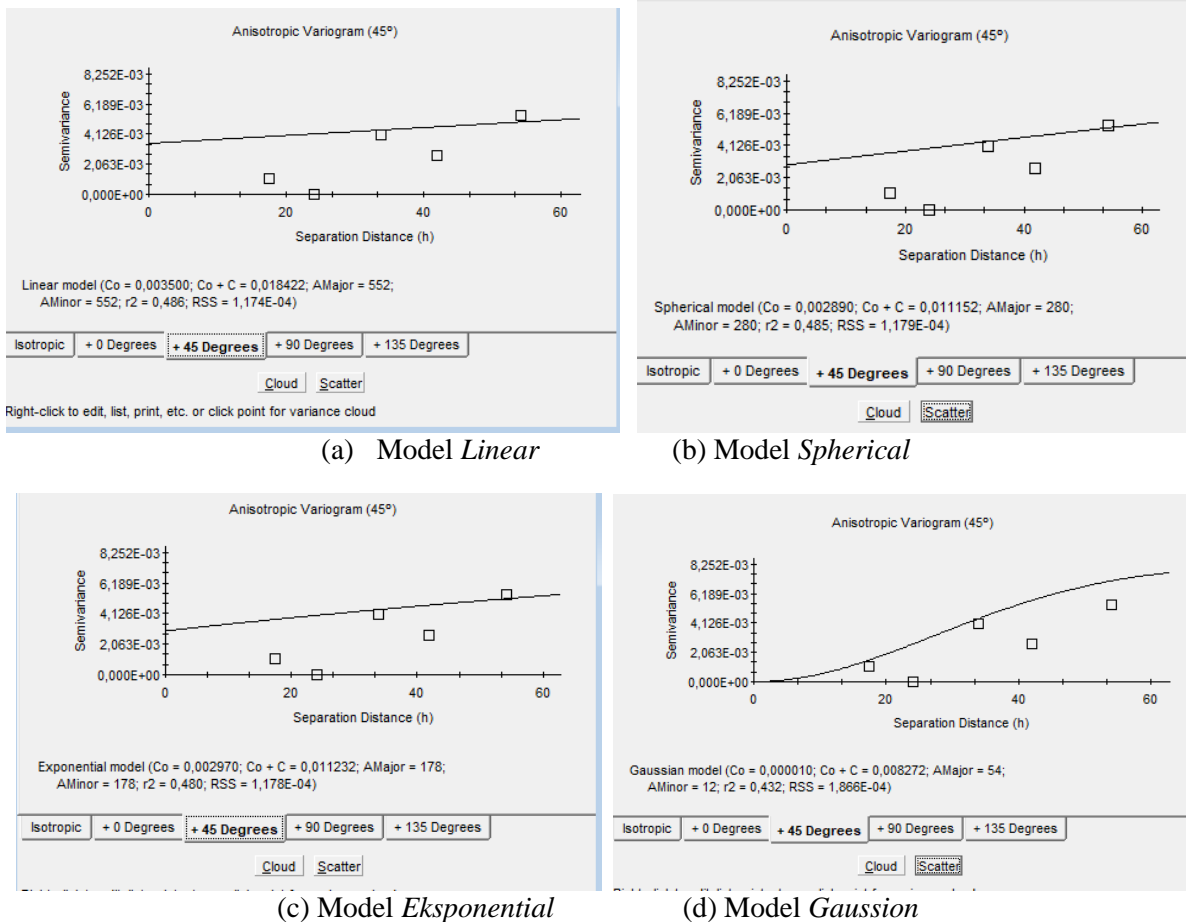 Anisotropic Variogram (45º)
8,252E-03
6,189E-03
4,126E-03
2,063E-03
0,000E+00
Semivariance
0 20 40 60
Separation Distance (h)
Linear model (Co = 0,003500; Co + C = 0,018422; AMajor = 552;
AMinor = 552; r2 = 0,486; RSS = 1,174E-04)
Isotropic + 0 Degrees + 45 Degrees + 90 Degrees + 135 Degrees
Cloud Scatter
Right-click to edit, list, print, etc. or click point for variance cloud
(a) Model Linear
Anisotropic Variogram (45º)
8,252E-03
6,189E-03
4,126E-03
2,063E-03
0,000E+00
Semivariance
0 20 40 60
Separation Distance (h)
Spherical model (Co = 0,002890; Co + C = 0,011152; AMajor = 280;
AMinor = 280; r2 = 0,485; RSS = 1,179E-04)
Isotropic + 0 Degrees + 45 Degrees + 90 Degrees + 135 Degrees
Cloud Scatter
(b) Model Spherical
Anisotropic Variogram (45º)
8,252E-03
6,189E-03
4,126E-03
2,063E-03
0,000E+00
Semivariance
0 20 40 60
Separation Distance (h)
Exponential model (Co = 0,002970; Co + C = 0,011232; AMajor = 178;
AMinor = 178; r2 = 0,480; RSS = 1,178E-04)
Isotropic + 0 Degrees + 45 Degrees + 90 Degrees + 135 Degrees
Cloud Scatter
(c) Model Eksponential
Anisotropic Variogram (45º)
8,252E-03
6,189E-03
4,126E-03
2,063E-03
0,000E+00
Semivariance
0 20 40 60
Separation Distance (h)
Gaussian model (Co = 0,000010; Co + C = 0,008272; AMajor = 54;
AMinor = 12; r2 = 0,432; RSS = 1,866E-04)
Isotropic + 0 Degrees + 45 Degrees + 90 Degrees + 135 Degrees
Cloud Scatter
(d) Model Gaussion